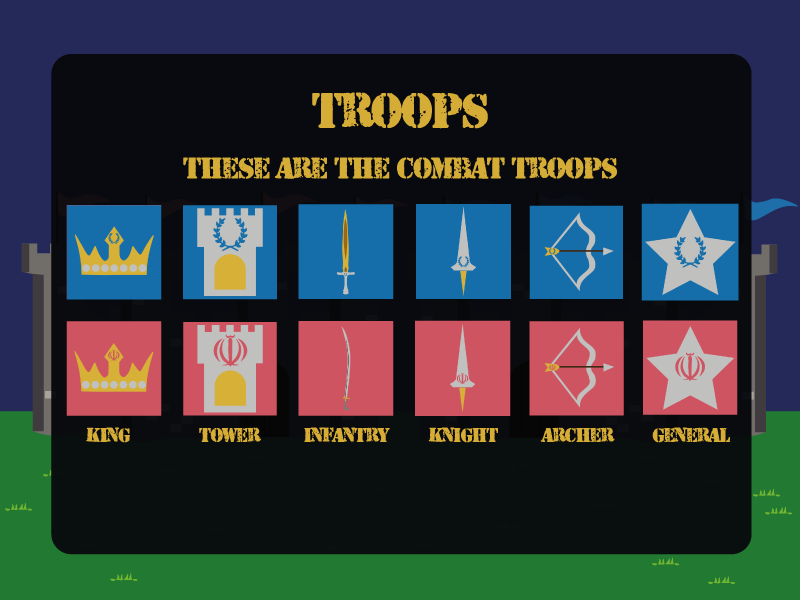 TROOPS
THESE ARE THE COMBAT TROOPS
KING TOWER INFANTRY KNIGHT ARCHER GENERAL